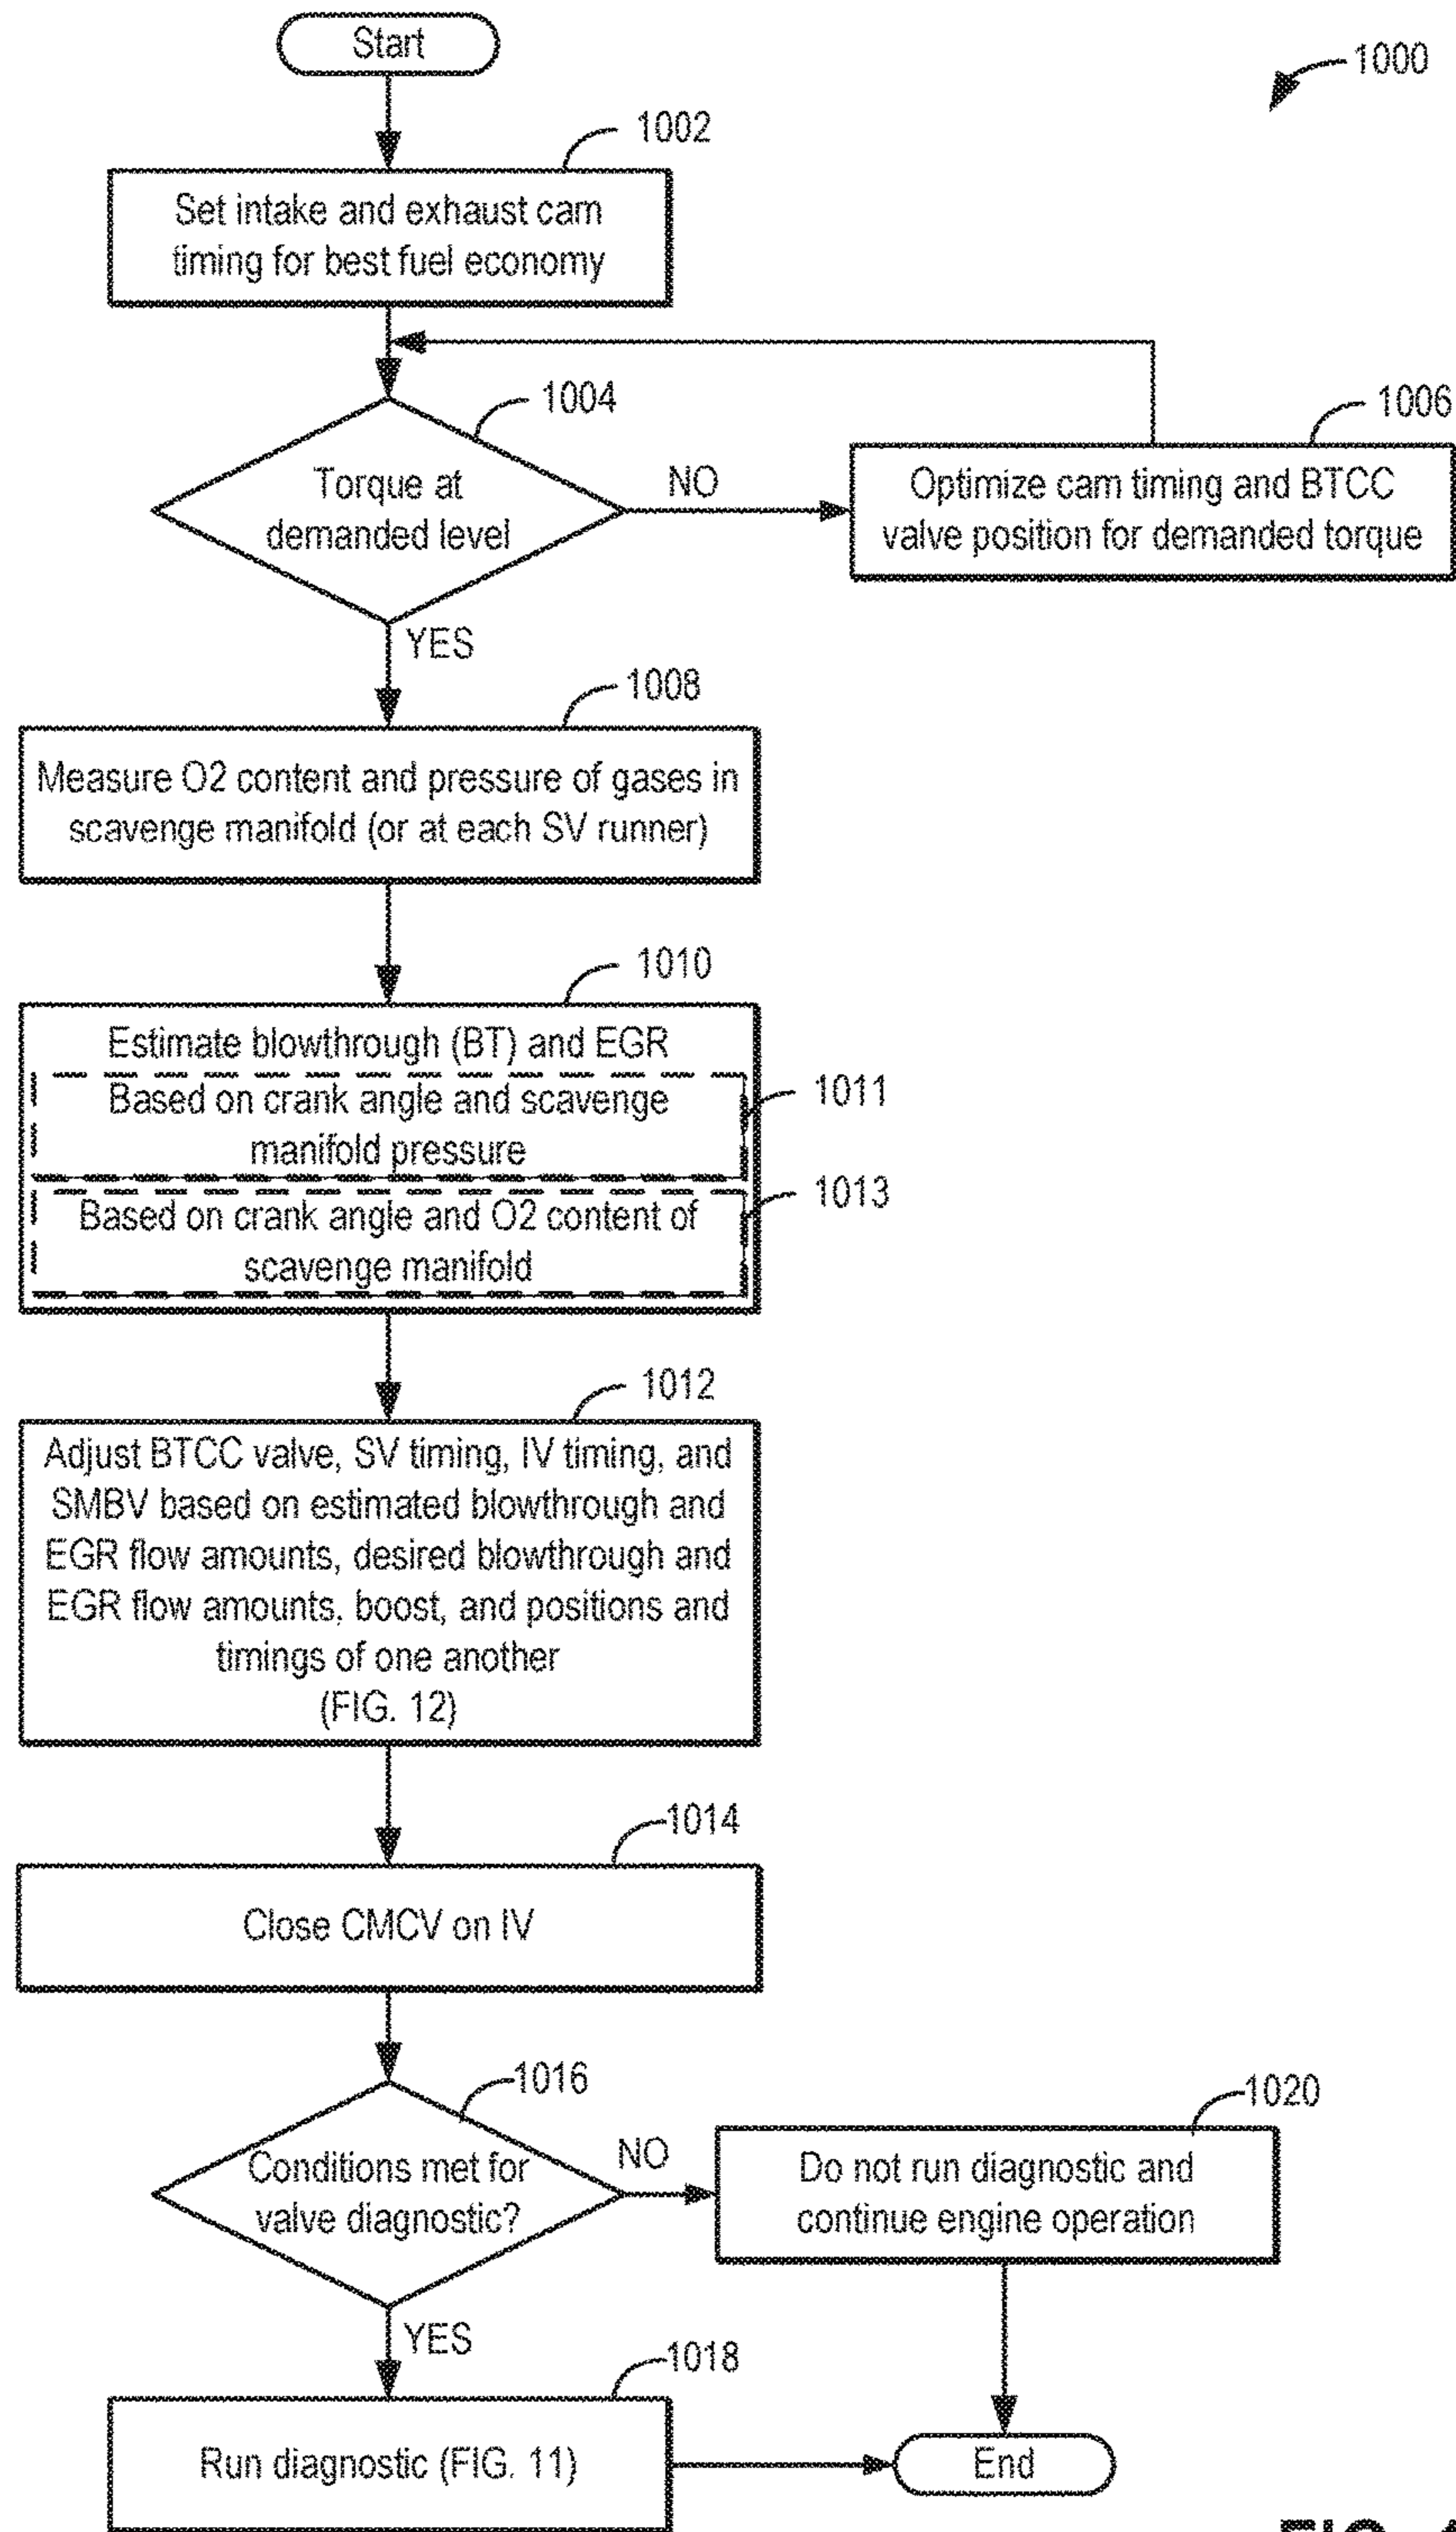 Start
1000
1002
Set intake and exhaust cam
timing for best fuel economy
1004
Torque at
demanded level
NO
YES
1006
Optimize cam timing and BTCC
valve position for demanded torque
1008
Measure O2 content and pressure of gases in
scavenge manifold (or at each SV runner)
1010
Estimate blowthrough (BT) and EGR
Based on crank angle and scavenge
manifold pressure
1011
Based on crank angle and O2 content of
scavenge manifold
1013
1012
Adjust BTCC valve, SV timing, IV timing, and
SMBV based on estimated blowthrough and
EGR flow amounts, desired blowthrough and
EGR flow amounts, boost, and positions and
timings of one another
(FIG. 12)
1014
Close CMCV on IV
1016
Conditions met for
valve diagnostic?
NO
YES
1020
Do not run diagnostic and
continue engine operation
1018
Run diagnostic (FIG. 11)
End